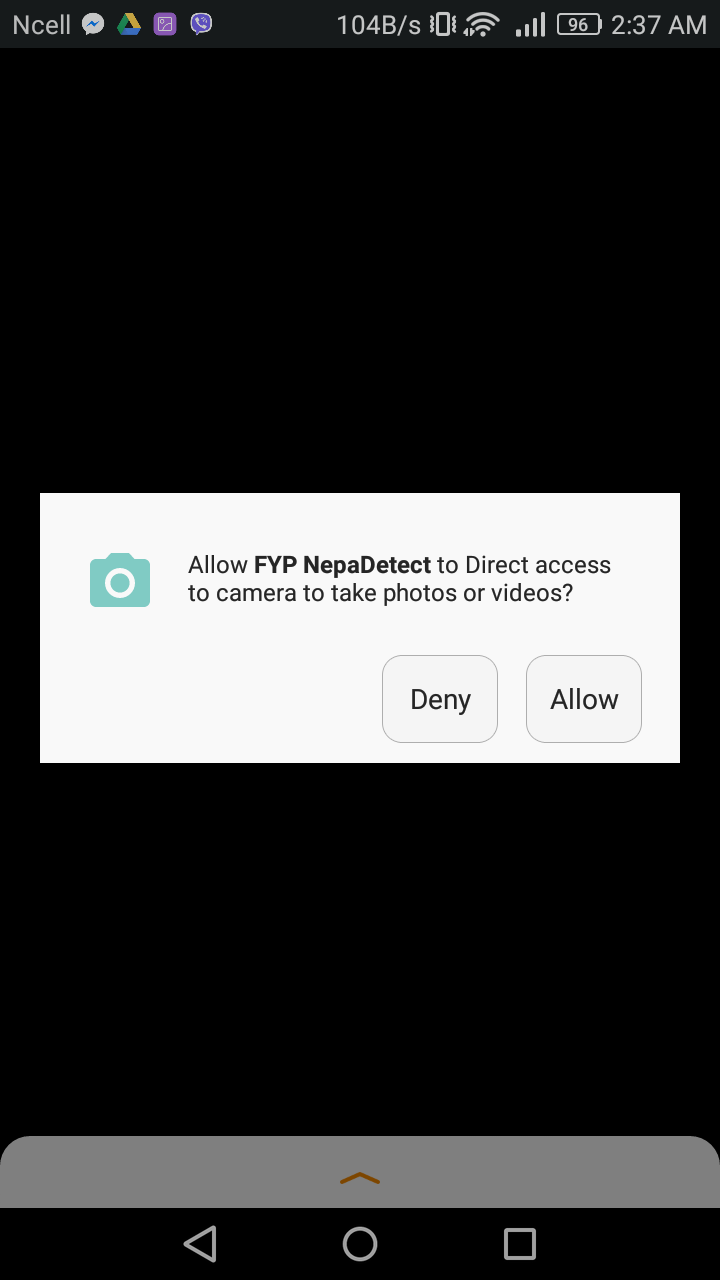 Ncell 104B/s 96 2:37 AM
Allow FYP NepaDetect to Direct access
to camera to take photos or videos?
Deny Allow